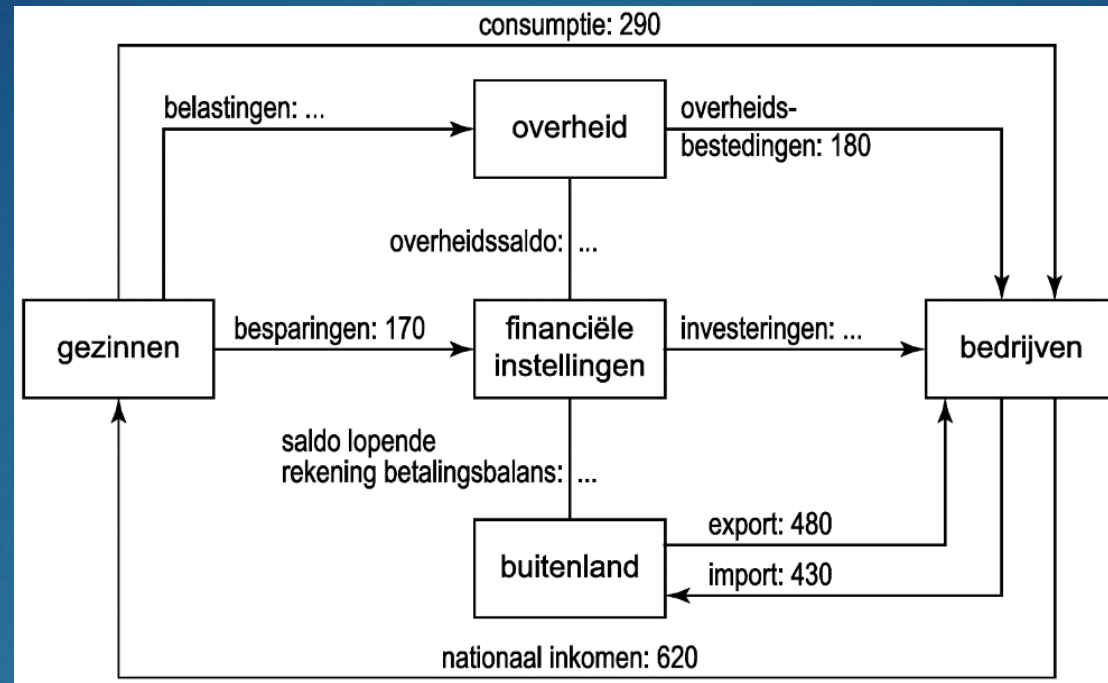 consumptie: 290
belastingen: ...
overheid
overheids-
bestedingen: 180
overheidssaldo: ...
gezinnen
besparingen: 170
financiële
instellingen
investeringen: ...
bedrijven
saldo lopende
rekening betalingsbalans: ...
buitenland
export: 480
import: 430
nationaal inkomen: 620